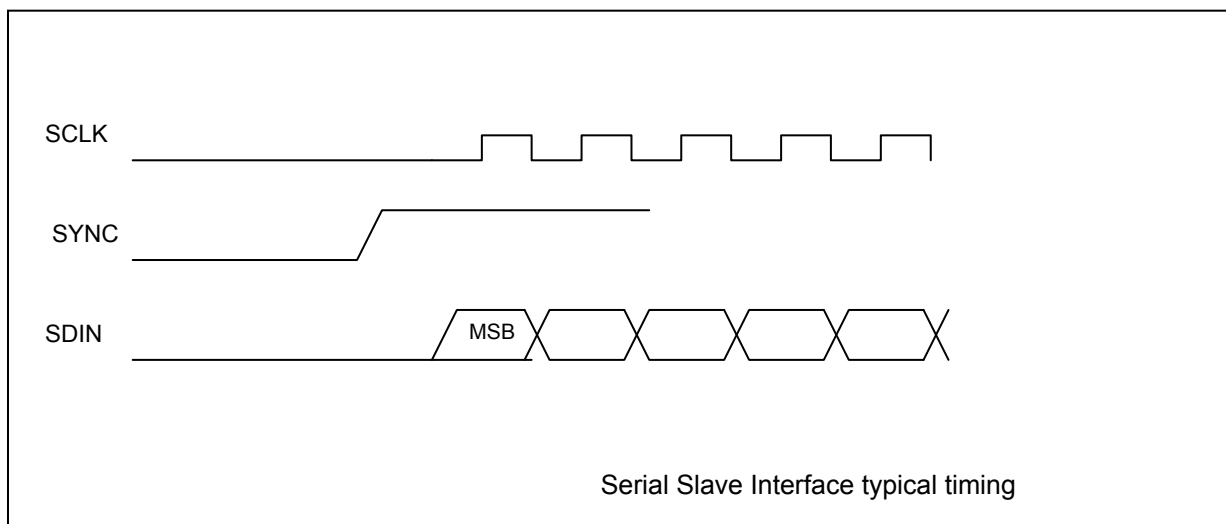 SCLK
SYNC
SDIN
MSB
Serial Slave Interface typical timing